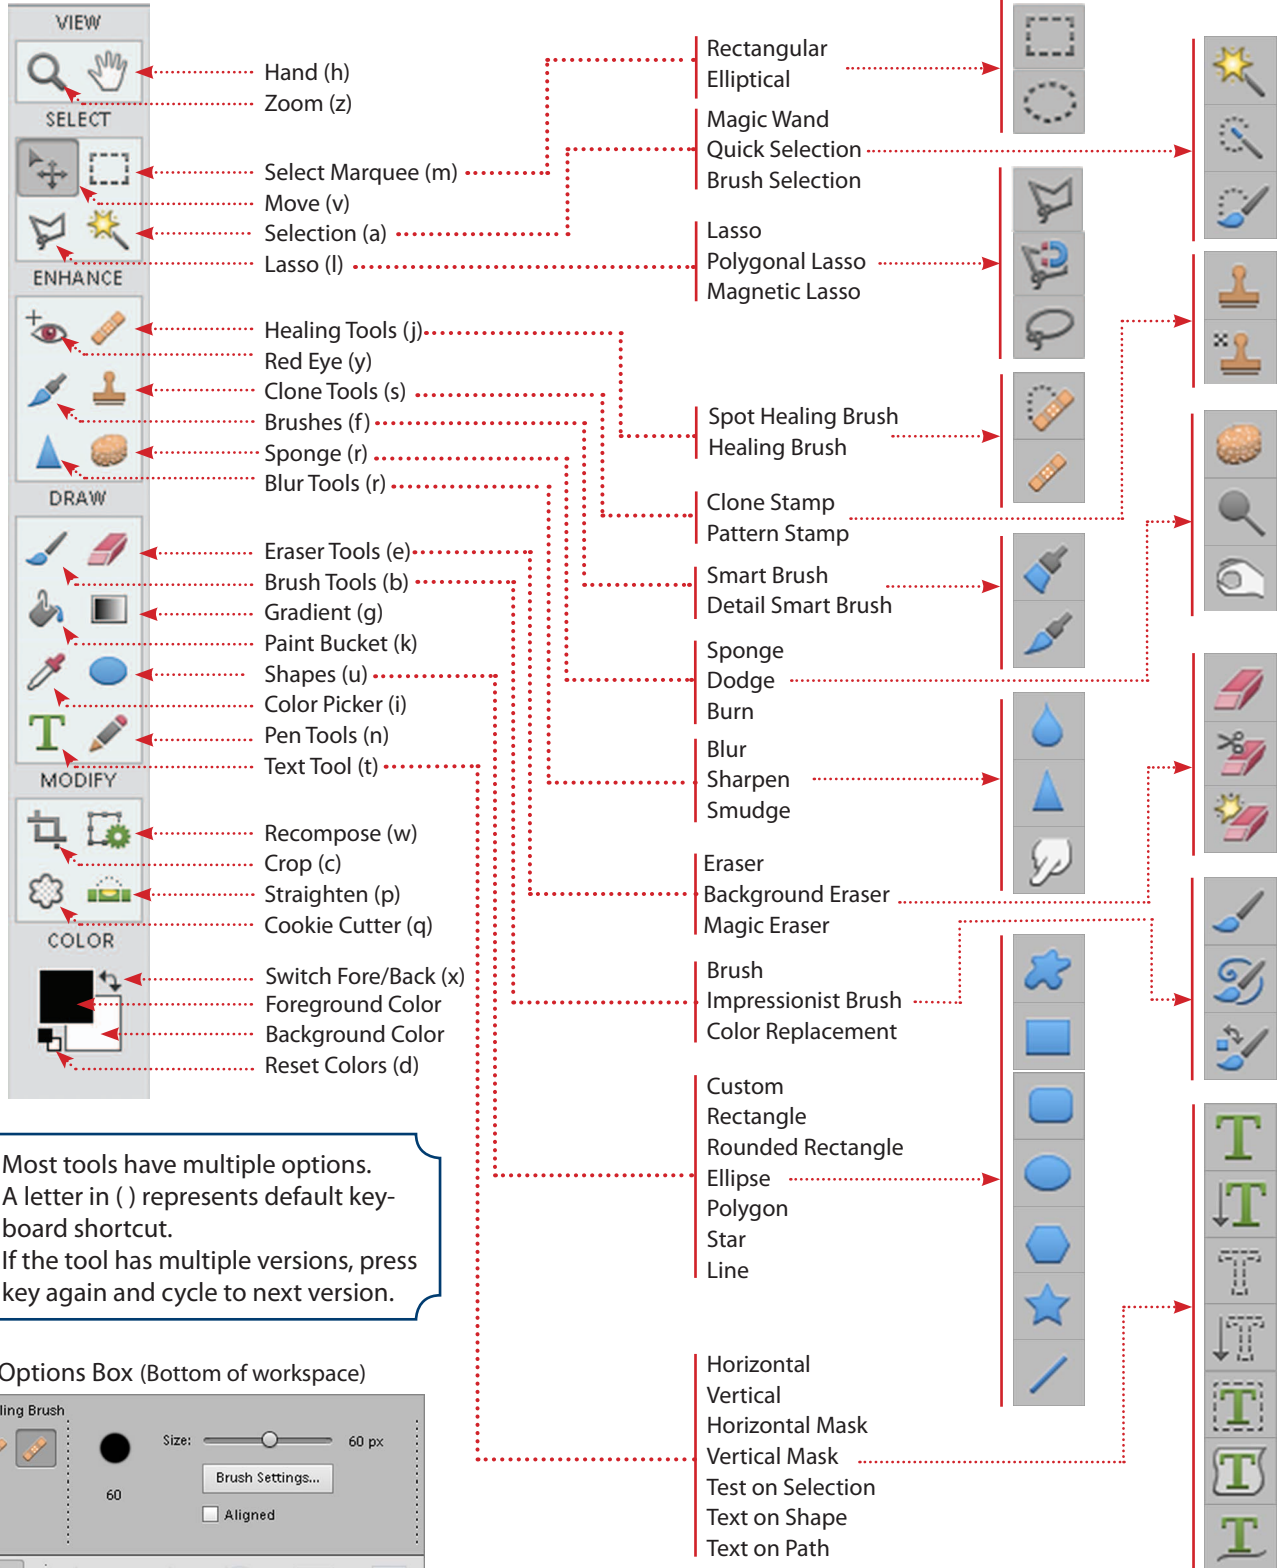 VIEW
Hand (h)
Zoom (z)
SELECT
Select Marquee (m)
Move (v)
Selection (a)
Lasso (l)
ENHANCE
Healing Tools (j)
Red Eye (y)
Clone Tools (s)
Brushes (f)
Sponge (r)
Blur Tools (r)
DRAW
Eraser Tools (e)
Brush Tools (b)
Gradient (g)
Paint Bucket (k)
Shapes (u)
Color Picker (i)
Pen Tools (n)
Text Tool (t)
MODIFY
Recompose (w)
Crop (c)
Straighten (p)
Cookie Cutter (q)
COLOR
Switch Fore/Back (x)
Foreground Color
Background Color
Reset Colors (d)
Rectangular
Elliptical
Magic Wand
Quick Selection
Brush Selection
Lasso
Polygonal Lasso
Magnetic Lasso
Spot Healing Brush
Healing Brush
Clone Stamp
Pattern Stamp
Smart Brush
Detail Smart Brush
Sponge
Dodge
Burn
Blur
Sharpen
Smudge
Eraser
Background Eraser
Magic Eraser
Brush
Impressionist Brush
Color Replacement
Custom
Rectangle
Rounded Rectangle
Ellipse
Polygon
Star
Line
Horizontal
Vertical
Horizontal Mask
Vertical Mask
Test on Selection
Text on Shape
Text on Path
Most tools have multiple options.
A letter in ( ) represents default key-
board shortcut.
If the tool has multiple versions, press
key again and cycle to next version.
Options Box (Bottom of workspace)
ling Brush
Size: 60 px
Brush Settings...
60
Aligned